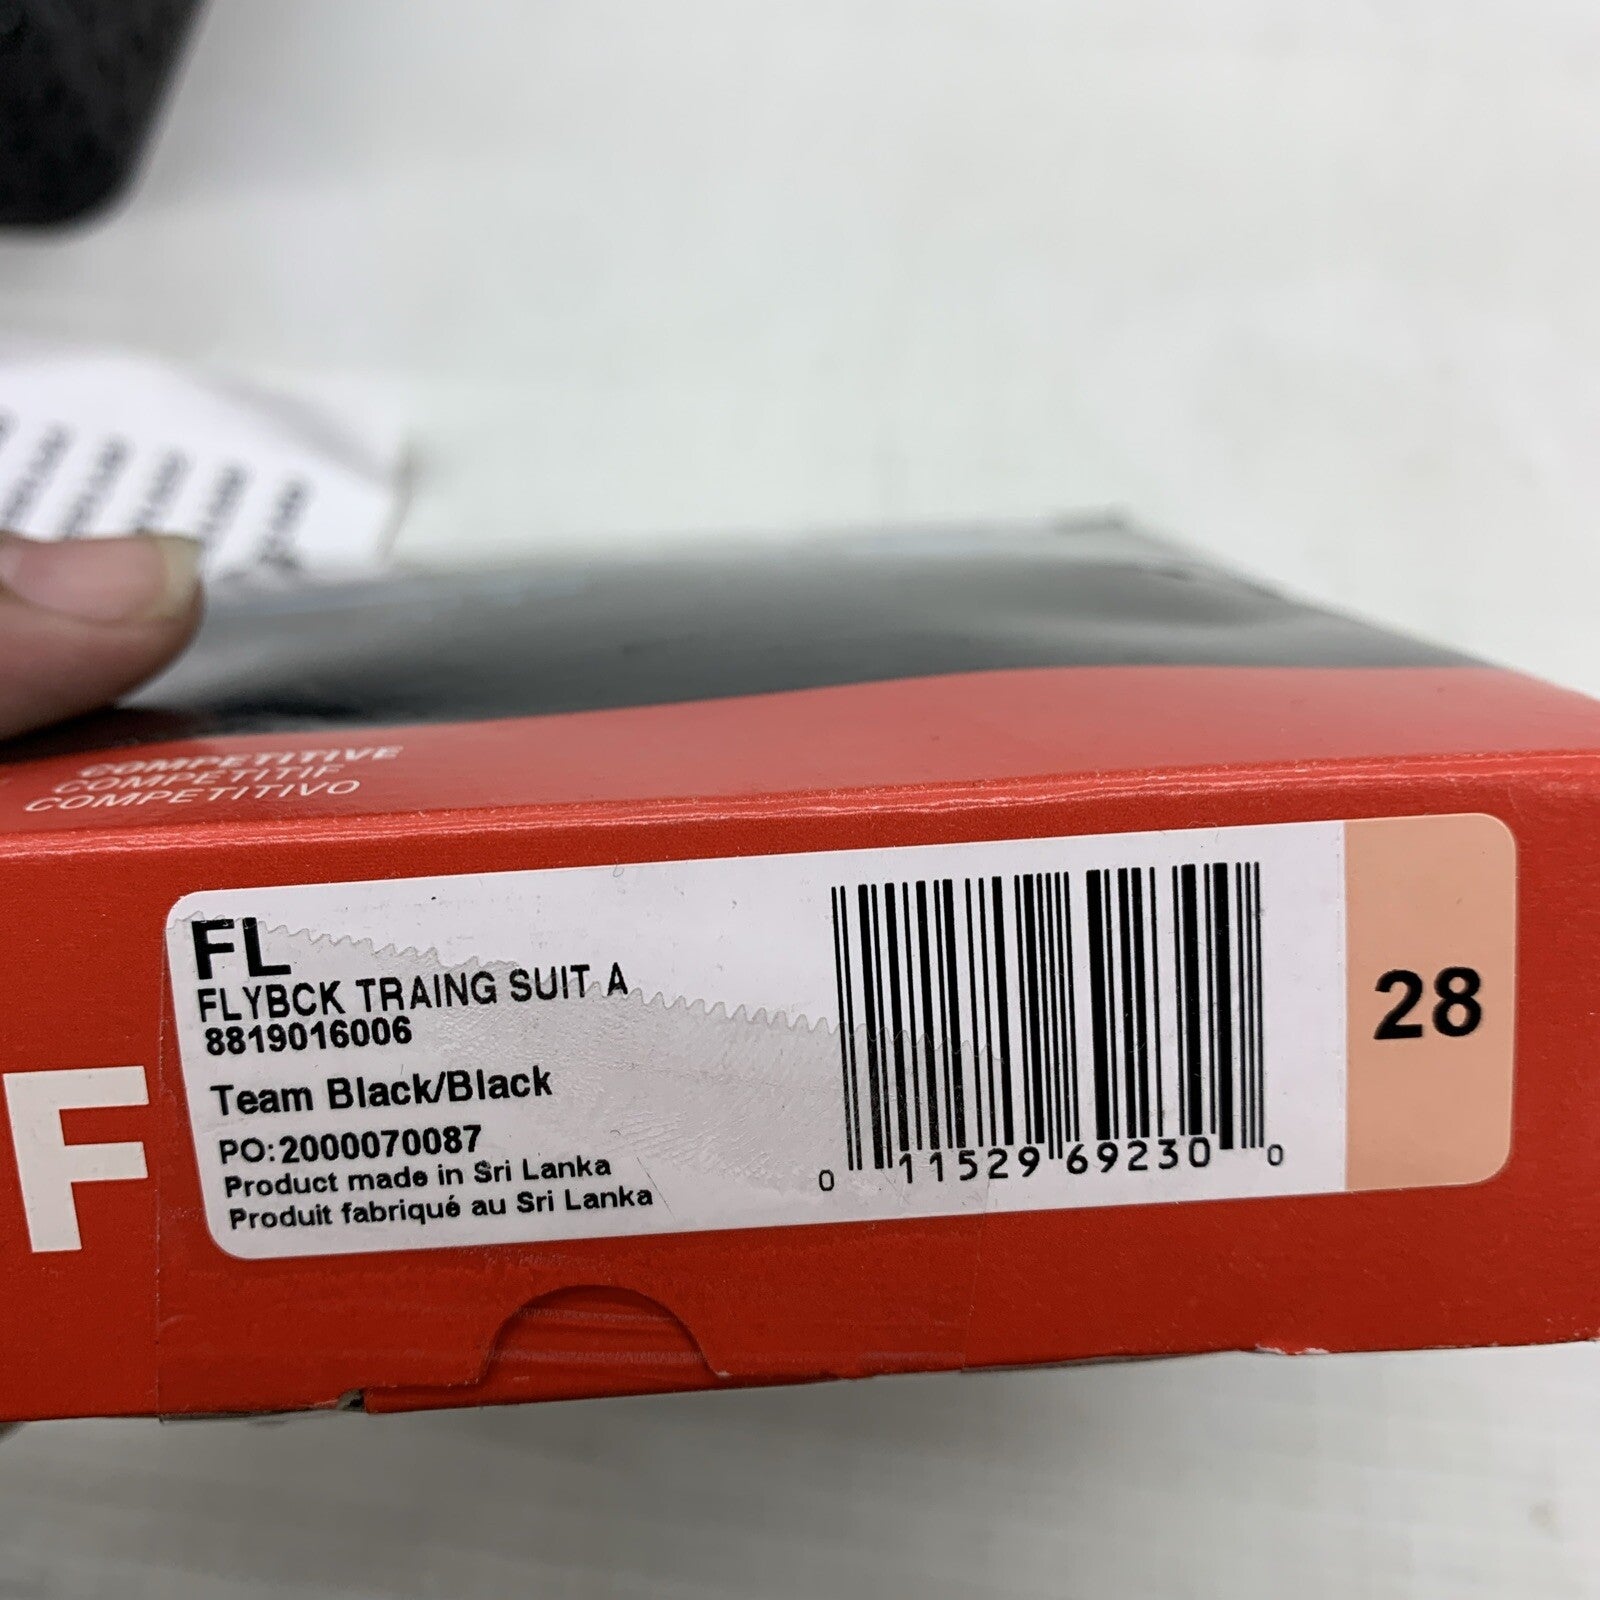 COMPETITIVE
COMPÉTITIF
COMPETITIVO
F
FL
FLYBCK TRAING SUIT A
8819016006
Team Black/Black
PO:2000070087
Product made in Sri Lanka
Produit fabriqué au Sri Lanka
0 11529 69230 0
28